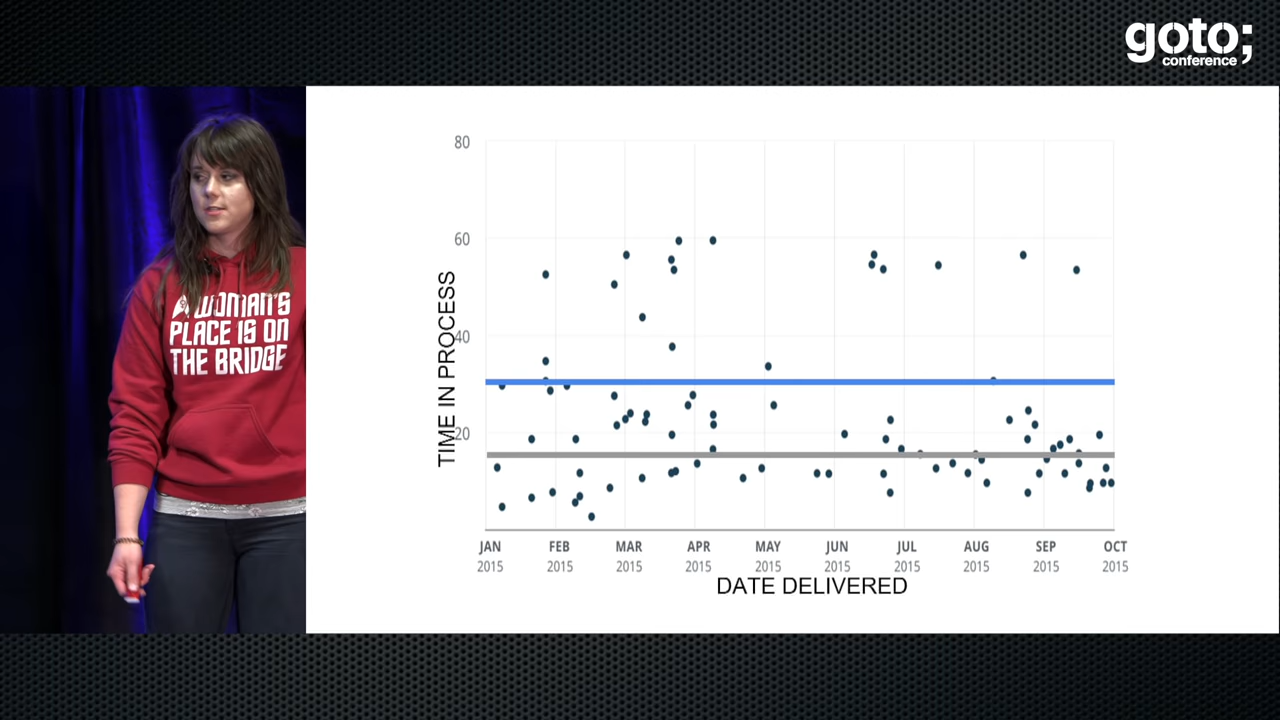 goto;
conference
WOMAN'S
PLACE IS ON
THE BRIDGE
80
60
40
20
TIME IN PROCESS
JAN FEB MAR APR MAY JUN JUL AUG SEP OCT
2015 2015 2015 2015 2015 2015 2015 2015 2015 2015
DATE DELIVERED